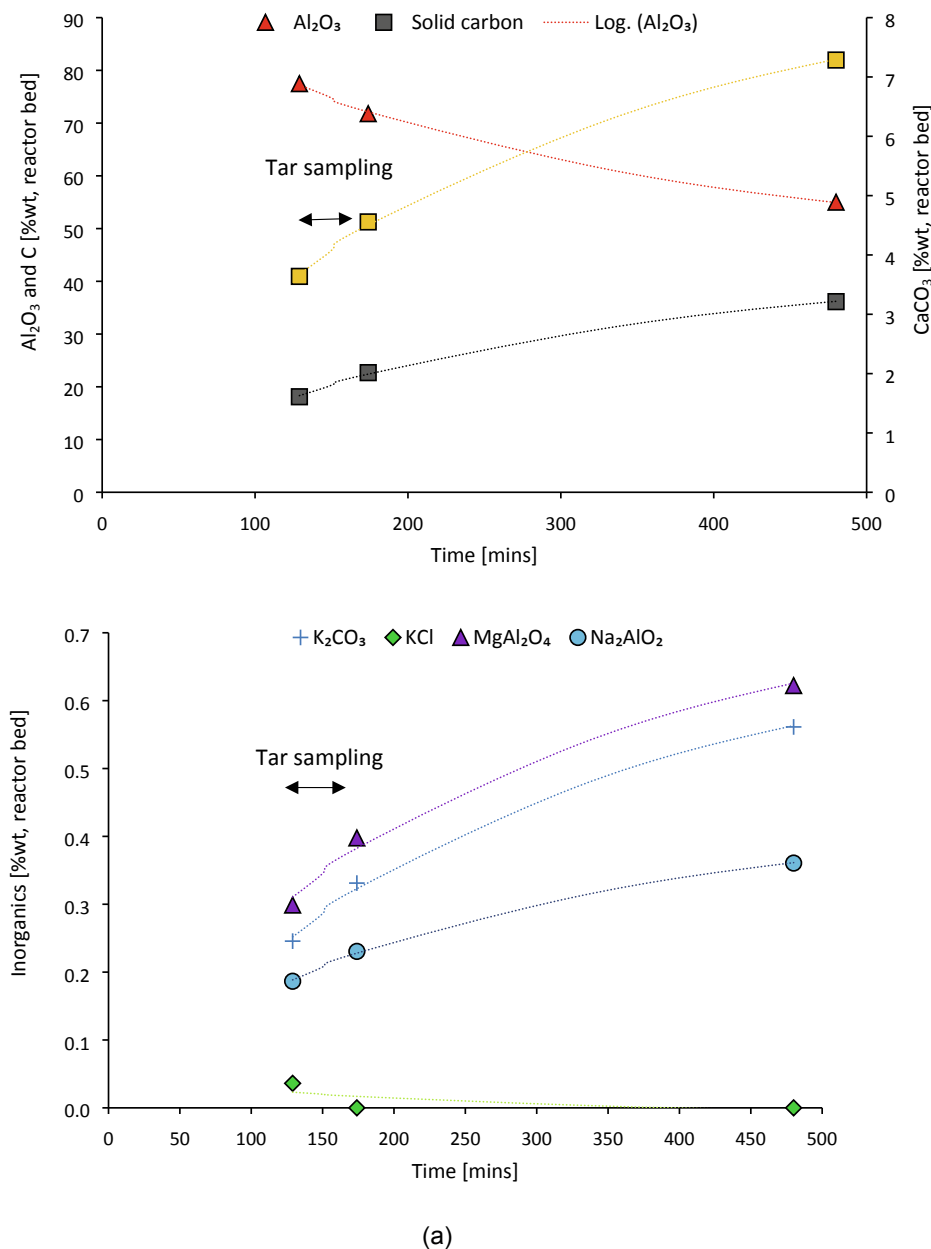 Al₂O₃ Solid carbon Log. (Al₂O₃)
90
80
70
60
50
40
30
20
10
0
Al₂O₃ and C [%wt, reactor bed]
8
7
6
5
4
3
2
1
0
CaCO₃ [%wt, reactor bed]
Tar sampling
0 100 200 300 400 500
Time [mins]
K₂CO₃ KCl MgAl₂O₄ Na₂AlO₂
0.7
0.6
0.5
0.4
0.3
0.2
0.1
0.0
Inorganics [%wt, reactor bed]
Tar sampling
0 50 100 150 200 250 300 350 400 450 500
Time [mins]
(a)